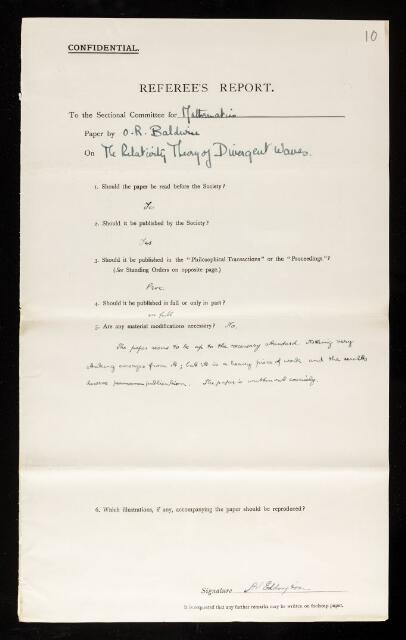 10
CONFIDENTIAL.
REFEREE'S REPORT.
To the Sectional Committee for Mathematics
Paper by O. R. Baldwin
On The Relativity Theory of Divergent Waves.
1. Should the paper be read before the Society?
2. Should it be published by the Society?
Yes
3. Should it be published in the "Philosophical Transactions" or the "Proceedings"?
(See Standing Orders on opposite page.)
Proc.
4. Should it be published in full or only in part?
in full
5. Are any material modifications necessary? No.
The paper seems to be up to the necessary standard. Nothing very
striking emerges from it; but it is a heavy piece of work and the results
deserve permanent publication. The paper is written out concisely.
6. Which illustrations, if any, accompanying the paper should be reproduced?
Signature AS Eddington
It is requested that any further remarks may be written on foolscap paper.